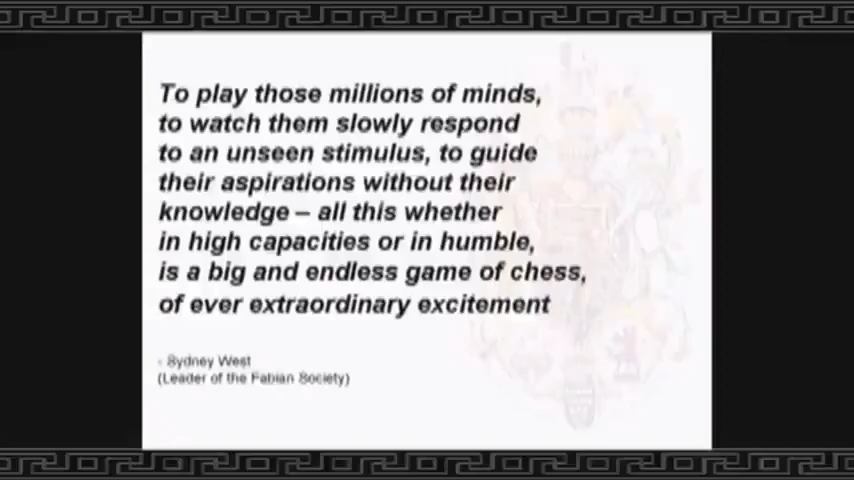 To play those millions of minds,
to watch them slowly respond
to an unseen stimulus, to guide
their aspirations without their
knowledge – all this whether
in high capacities or in humble,
is a big and endless game of chess,
of ever extraordinary excitement
- Sydney West
(Leader of the Fabian Society)